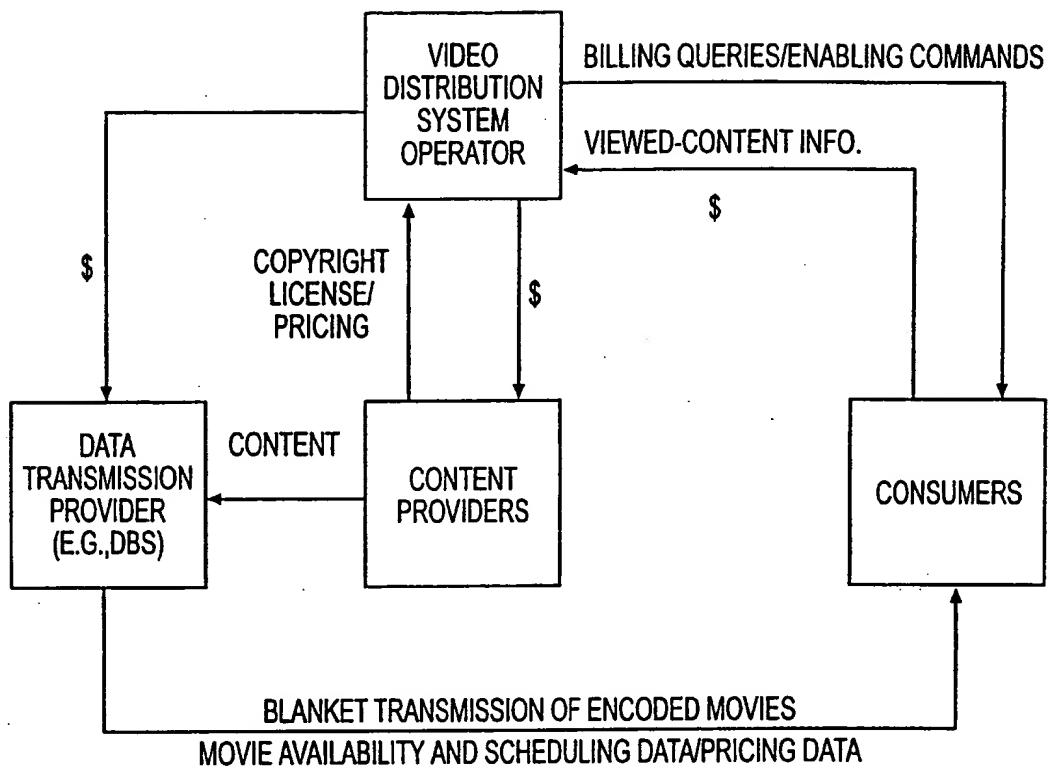 VIDEO
DISTRIBUTION
SYSTEM
OPERATOR
BILLING QUERIES/ENABLING COMMANDS
VIEWED-CONTENT INFO.
$
$
COPYRIGHT
LICENSE/
PRICING
$
DATA
TRANSMISSION
PROVIDER
(E.G.,DBS)
CONTENT
CONTENT
PROVIDERS
CONSUMERS
BLANKET TRANSMISSION OF ENCODED MOVIES
MOVIE AVAILABILITY AND SCHEDULING DATA/PRICING DATA